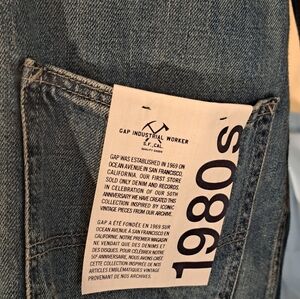 GAP INDUSTRIAL WORKER
S.F., CAL.
QUALITY GOODS
GAP WAS ESTABLISHED IN 1969 ON
OCEAN AVENUE IN SAN FRANCISCO,
CALIFORNIA. OUR FIRST STORE
SOLD ONLY DENIM AND RECORDS.
IN CELEBRATION OF OUR 50TH
ANNIVERSARY WE HAVE CREATED THIS
COLLECTION INSPIRED BY ICONIC
VINTAGE PIECES FROM OUR ARCHIVE.
GAP A ÉTÉ FONDÉE EN 1969 SUR
OCEAN AVENUE À SAN FRANCISCO EN
CALIFORNIE. NOTRE PREMIER MAGASIN
NE VENDAIT QUE DES DENIMS ET
DES DISQUES. POUR CÉLÉBRER NOTRE
50E ANNIVERSAIRE, NOUS AVONS CRÉÉ
CETTE COLLECTION INSPIRÉE DE NOS
ARTICLES EMBLÉMATIQUES VINTAGE
PROVENANT DE NOS ARCHIVES.
1980s